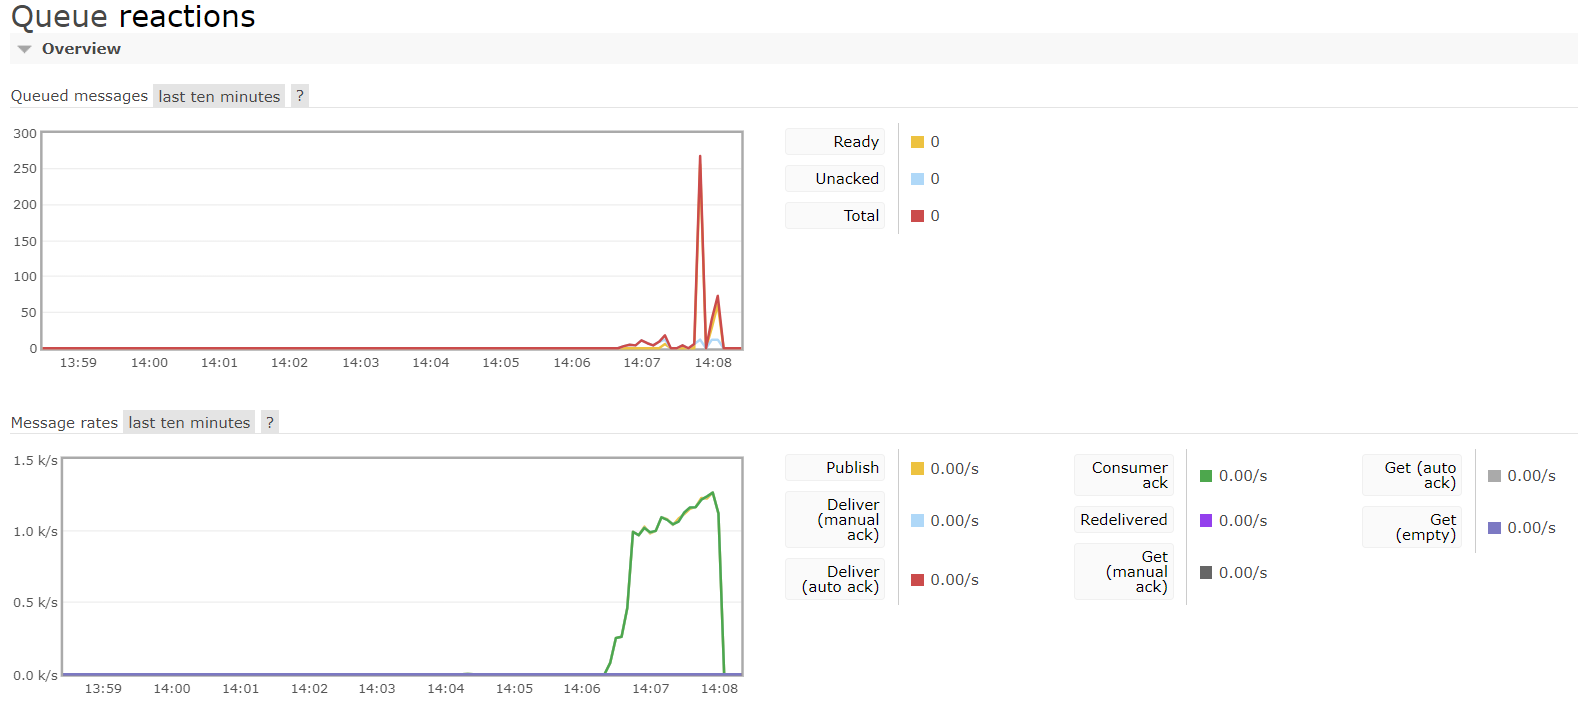 Queue reactions
Overview
Queued messages last ten minutes ?
300
250
200
150
100
50
0
13:59 14:00 14:01 14:02 14:03 14:04 14:05 14:06 14:07 14:08
Ready 0
Unacked 0
Total 0
Message rates last ten minutes ?
1.5 k/s
1.0 k/s
0.5 k/s
0.0 k/s
13:59 14:00 14:01 14:02 14:03 14:04 14:05 14:06 14:07 14:08
Publish 0.00/s
Deliver
(manual 0.00/s
ack)
Deliver
(auto ack) 0.00/s
Consumer
ack 0.00/s
Redelivered 0.00/s
Get
(manual 0.00/s
ack)
Get (auto
ack) 0.00/s
Get
(empty) 0.00/s